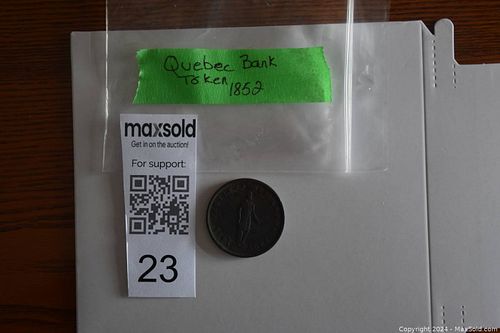 Quebec Bank
Token
1852
maxsold
Get in on the auction!
For support:
23
Copyright 2024 - MaxSold.com